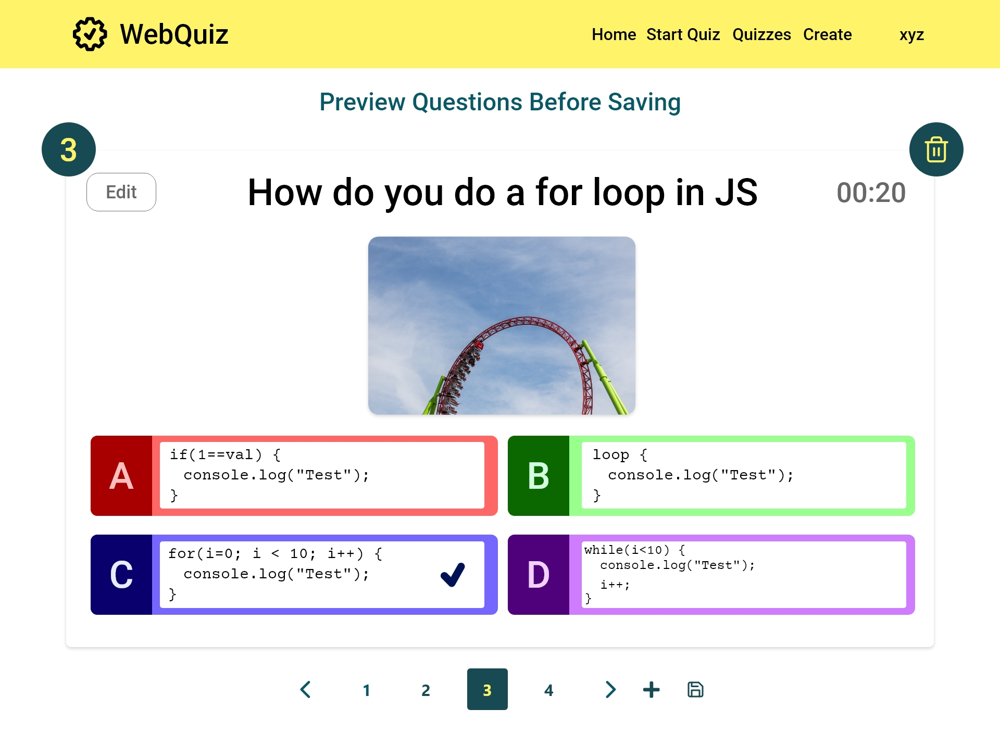 WebQuiz
Home Start Quiz Quizzes Create xyz
Preview Questions Before Saving
3
Edit
How do you do a for loop in JS
00:20
A
if(1==val) {
console.log("Test");
}
B
loop {
console.log("Test");
}
C
for(i=0; i < 10; i++) {
console.log("Test");
}
D
while(i<10) {
console.log("Test");
i++;
}
1 2 3 4